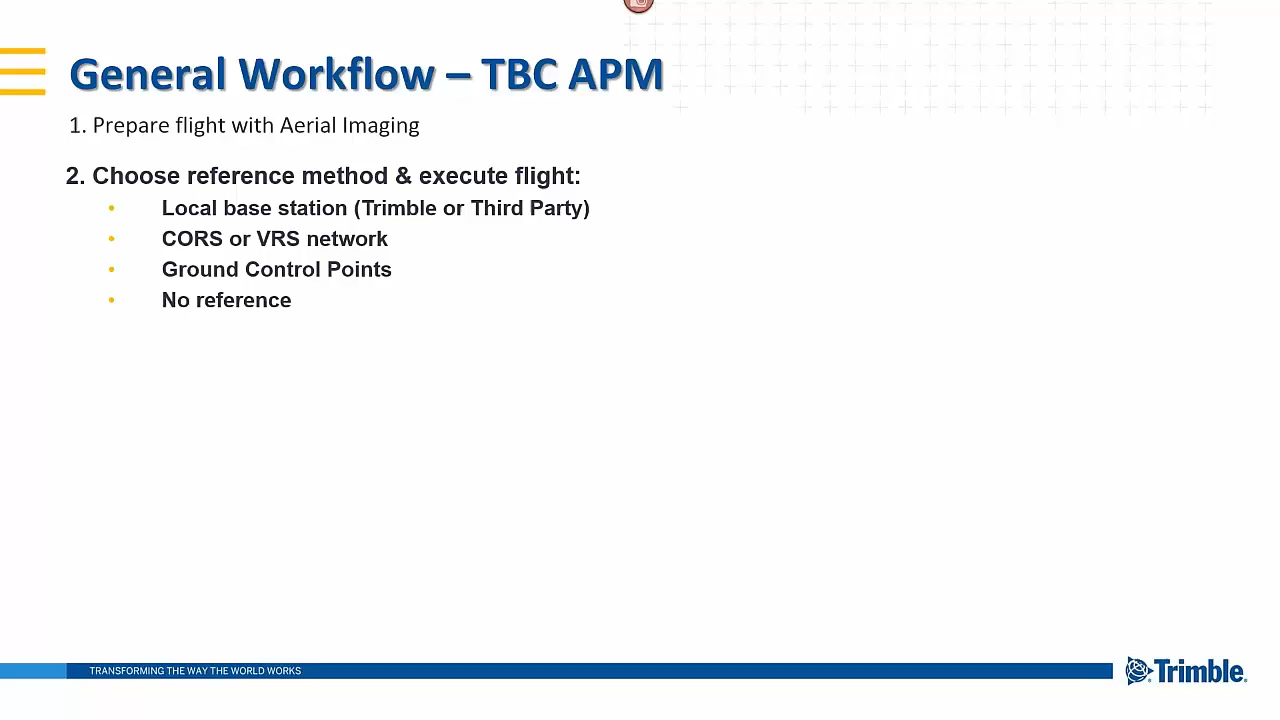 General Workflow – TBC APM
1. Prepare flight with Aerial Imaging
2. Choose reference method & execute flight:
• Local base station (Trimble or Third Party)
• CORS or VRS network
• Ground Control Points
• No reference
TRANSFORMING THE WAY THE WORLD WORKS
Trimble.